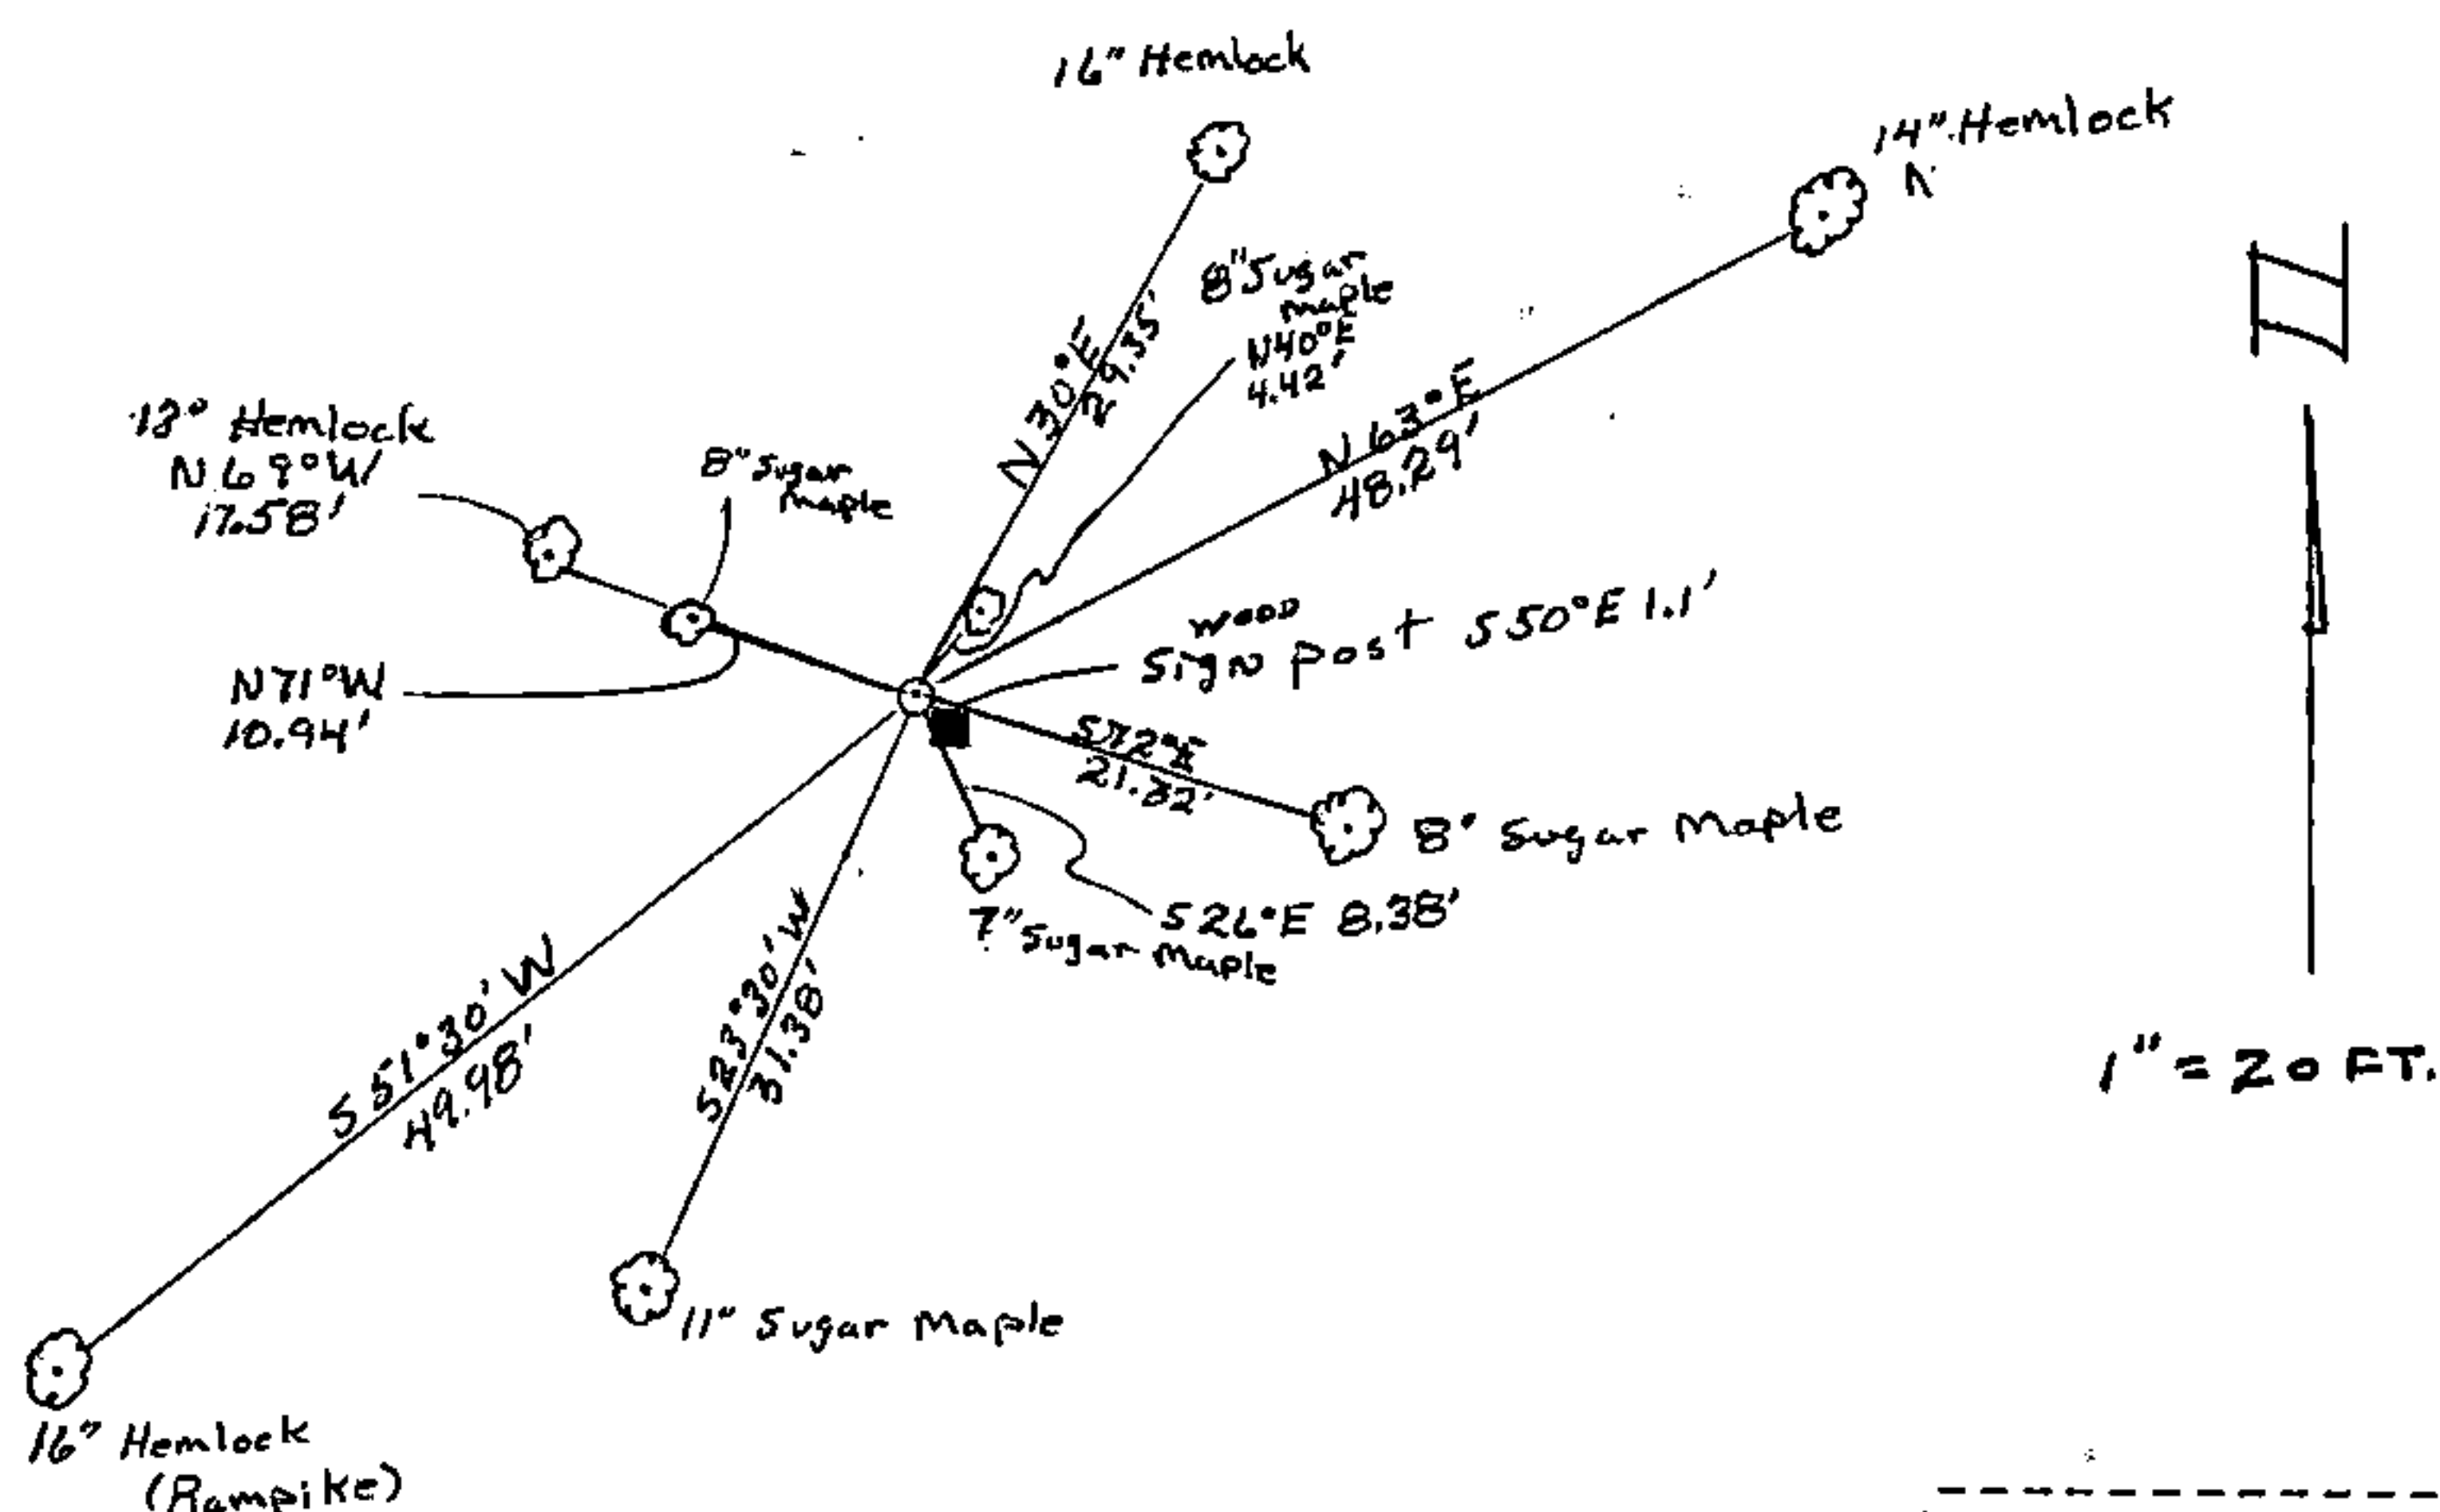 16" Hemlock
14" Hemlock
N
N30°E
29.35'
8" Sugar
maple
N40°E
4.42'
N63°E
48.29'
Hemlock
N69°W
17.58'
8" Sugar
maple
wood
sign post S50°E 1.1'
N71°W
10.94'
S72°E
21.32'
8" Sugar Maple
S26°E 8.38'
7" Sugar Maple
S51°30'W
49.98'
S23°30'W
31.38'
11" Sugar Maple
16" Hemlock
(Rampike)
1" = 20 FT.